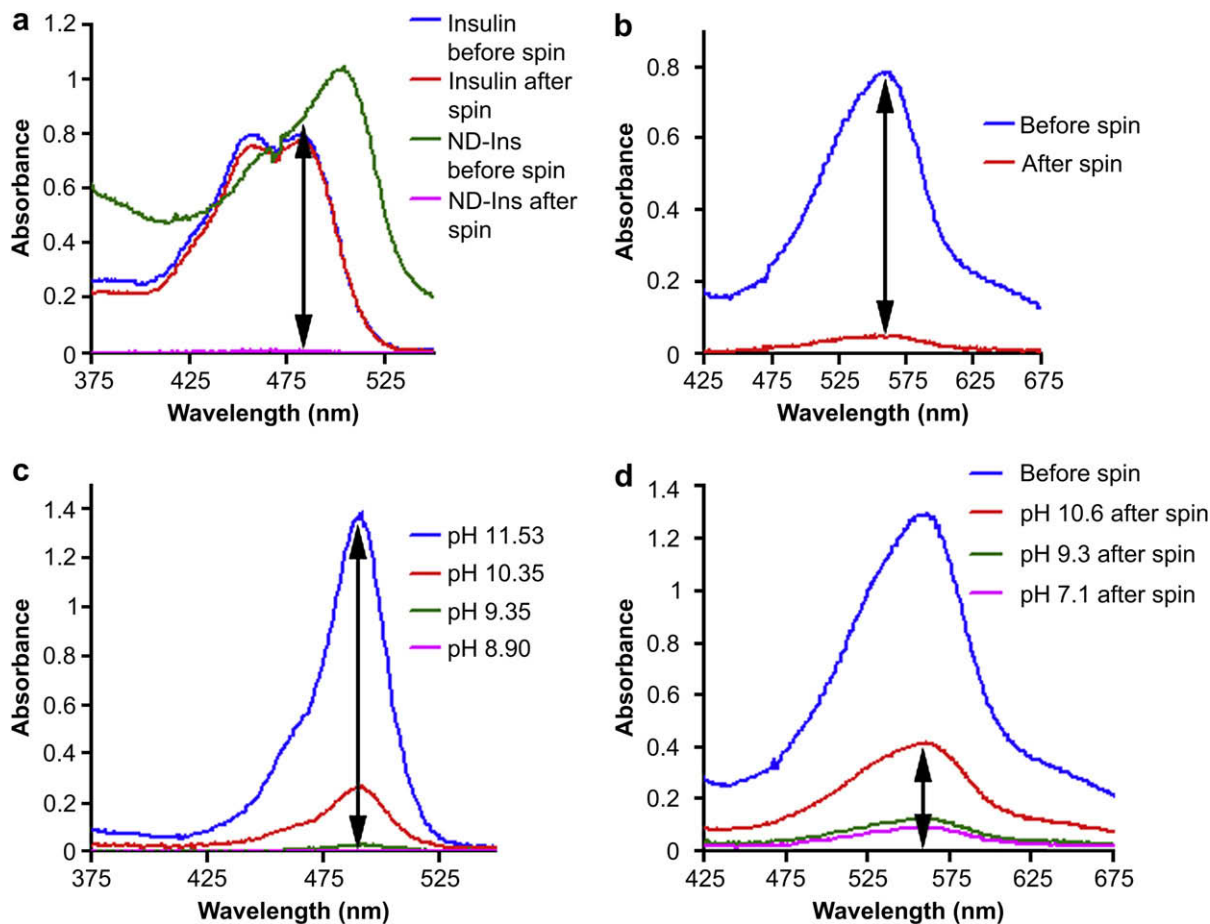 a
Insulin
before spin
Insulin after
spin
ND-Ins
before spin
ND-Ins after
spin
Absorbance
1.2
1
0.8
0.6
0.4
0.2
0
375 425 475 525
Wavelength (nm)
b
Before spin
After spin
Absorbance
0.8
0.6
0.4
0.2
0
425 475 525 575 625 675
Wavelength (nm)
c
pH 11.53
pH 10.35
pH 9.35
pH 8.90
Absorbance
1.4
1.2
1
0.8
0.6
0.4
0.2
0
375 425 475 525
Wavelength (nm)
d
Before spin
pH 10.6 after spin
pH 9.3 after spin
pH 7.1 after spin
Absorbance
1.4
1.2
1
0.8
0.6
0.4
0.2
0
425 475 525 575 625 675
Wavelength (nm)